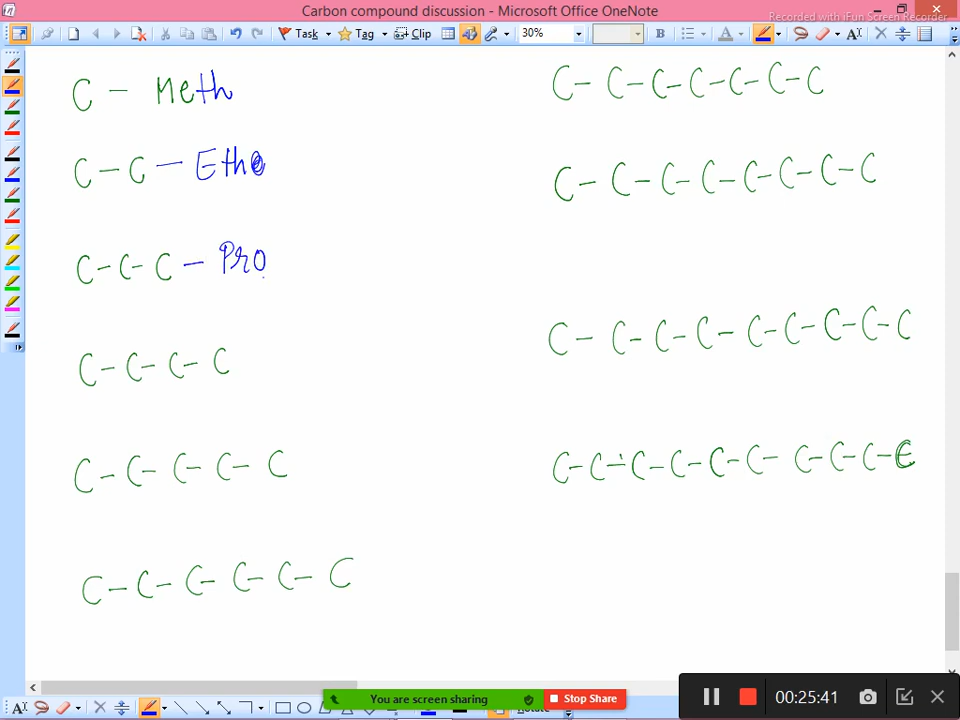 Carbon compound discussion - Microsoft Office OneNote
Recorded with iFun Screen Recorder
Task
Tag
Clip
30%
B
A
C - Meth
C - C - Eth
C - C - C - Pro
C - C - C - C
C - C - C - C - C
C - C - C - C - C - C
C - C - C - C - C - C - C
C - C - C - C - C - C - C - C
C - C - C - C - C - C - C - C - C
C - C - C - C - C - C - C - C - C - C
You are screen sharing
Stop Share
00:25:41